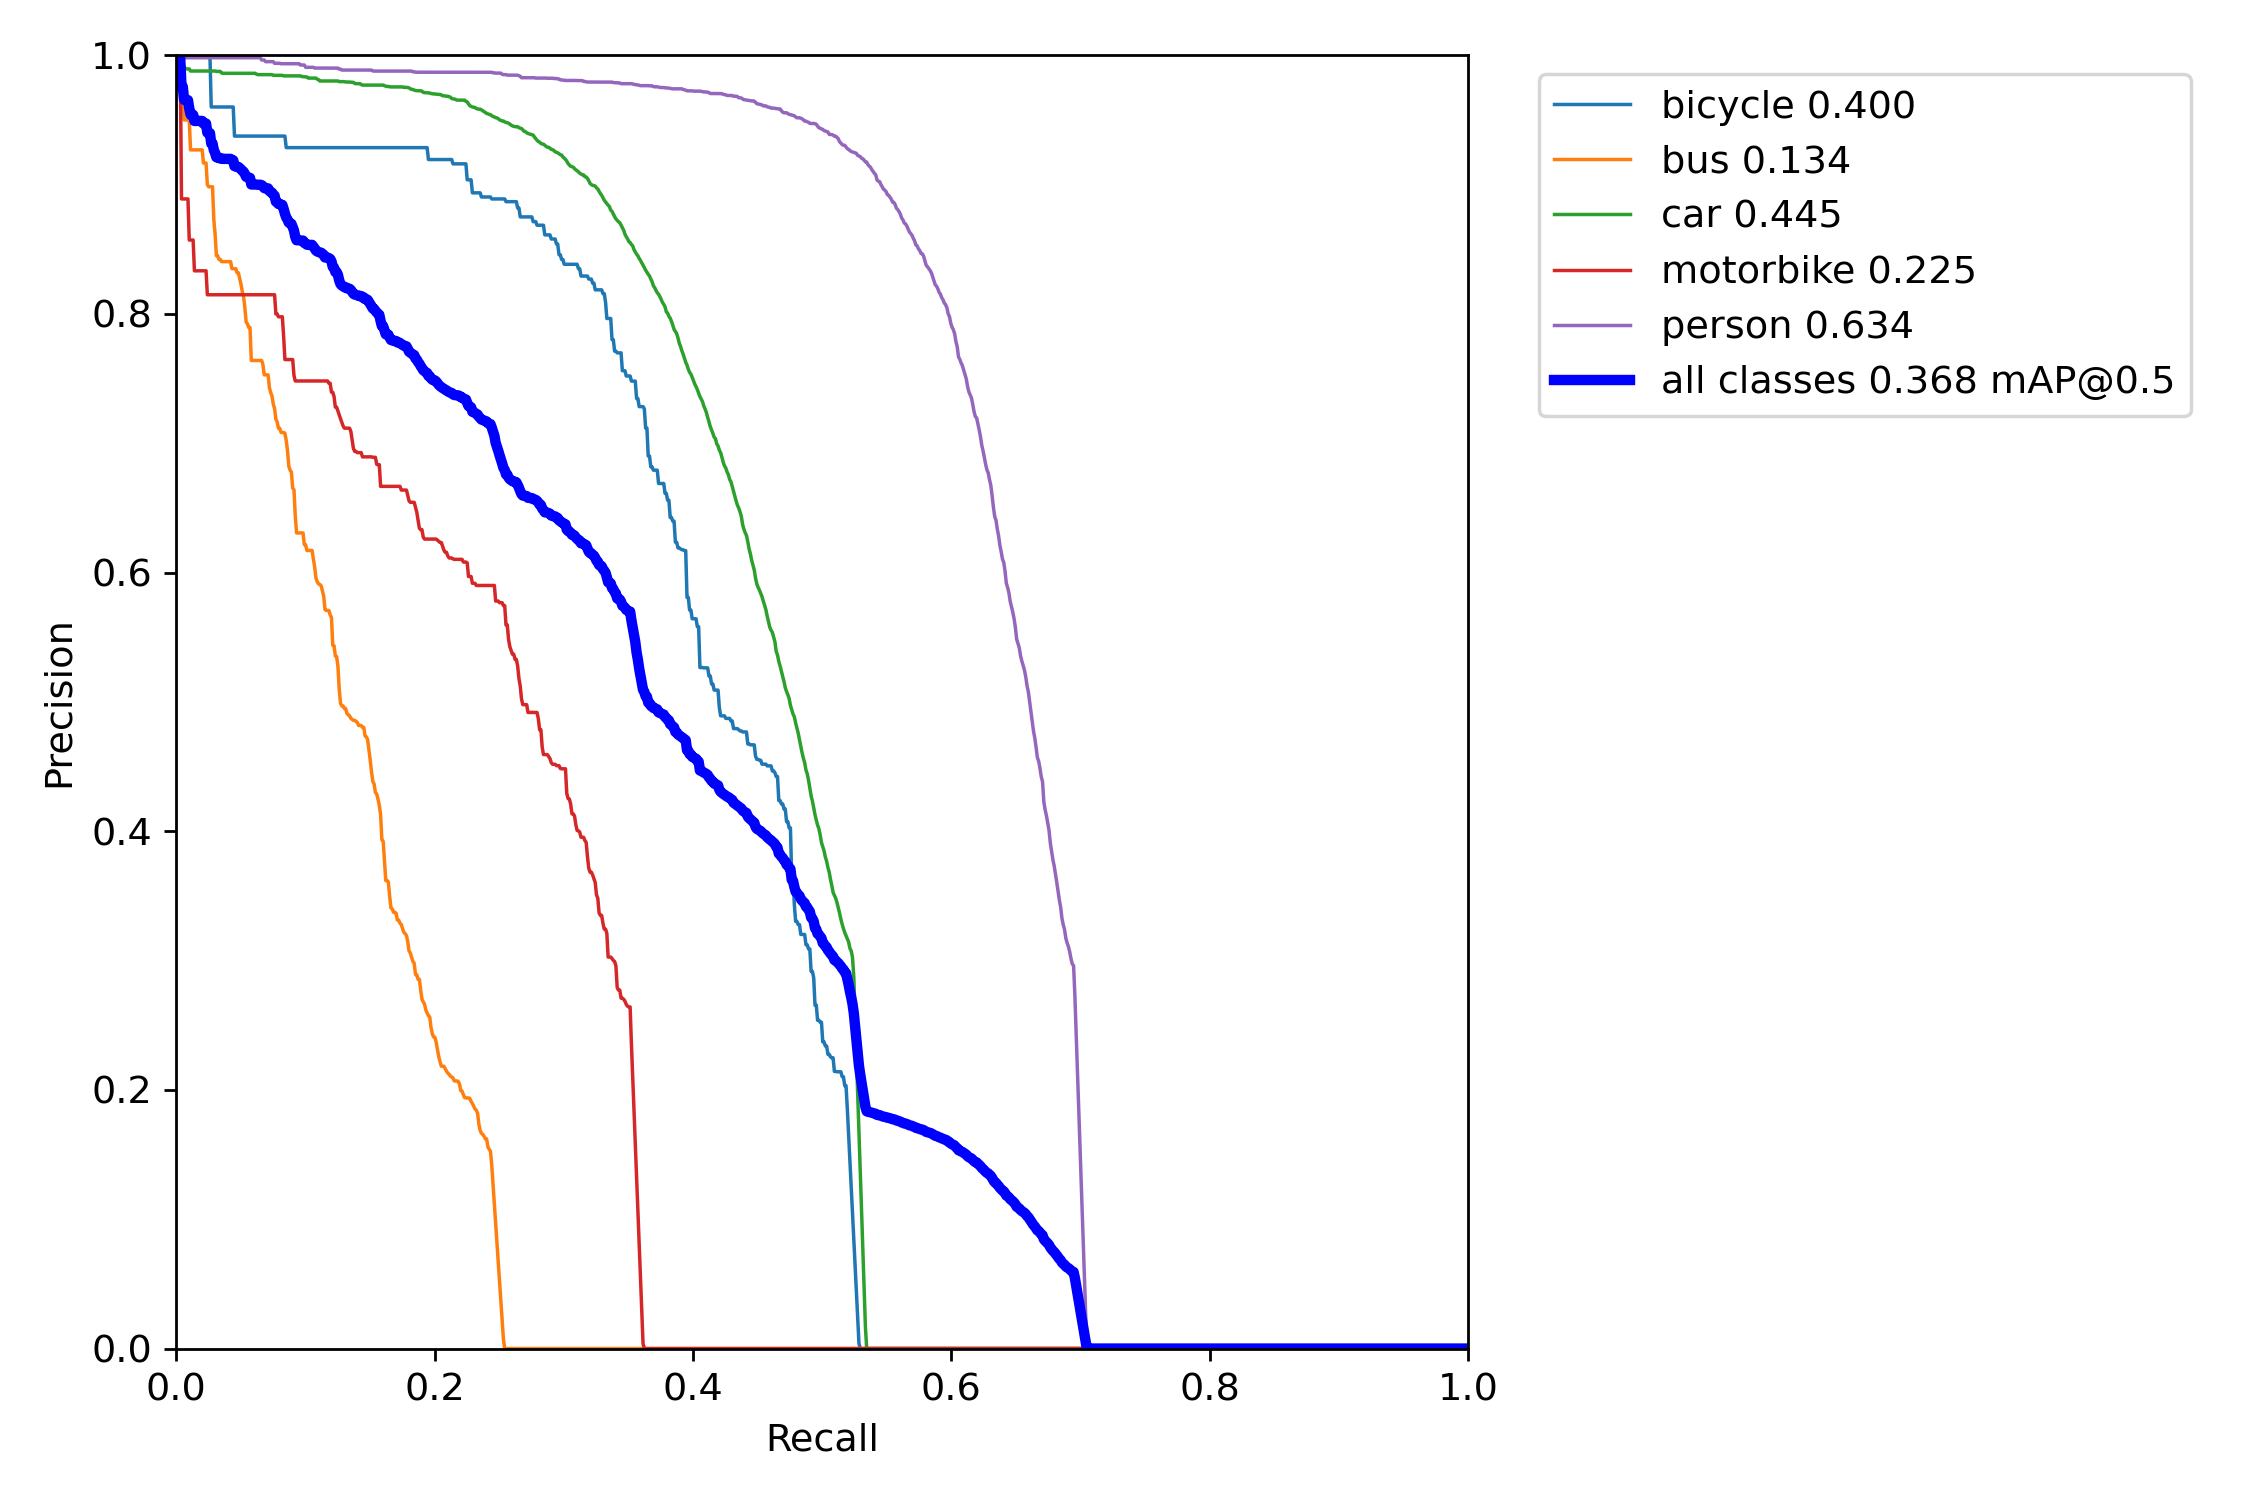 1.0
0.8
0.6
0.4
0.2
0.0
Precision
0.0 0.2 0.4 0.6 0.8 1.0
Recall
bicycle 0.400
bus 0.134
car 0.445
motorbike 0.225
person 0.634
all classes 0.368 mAP@0.5